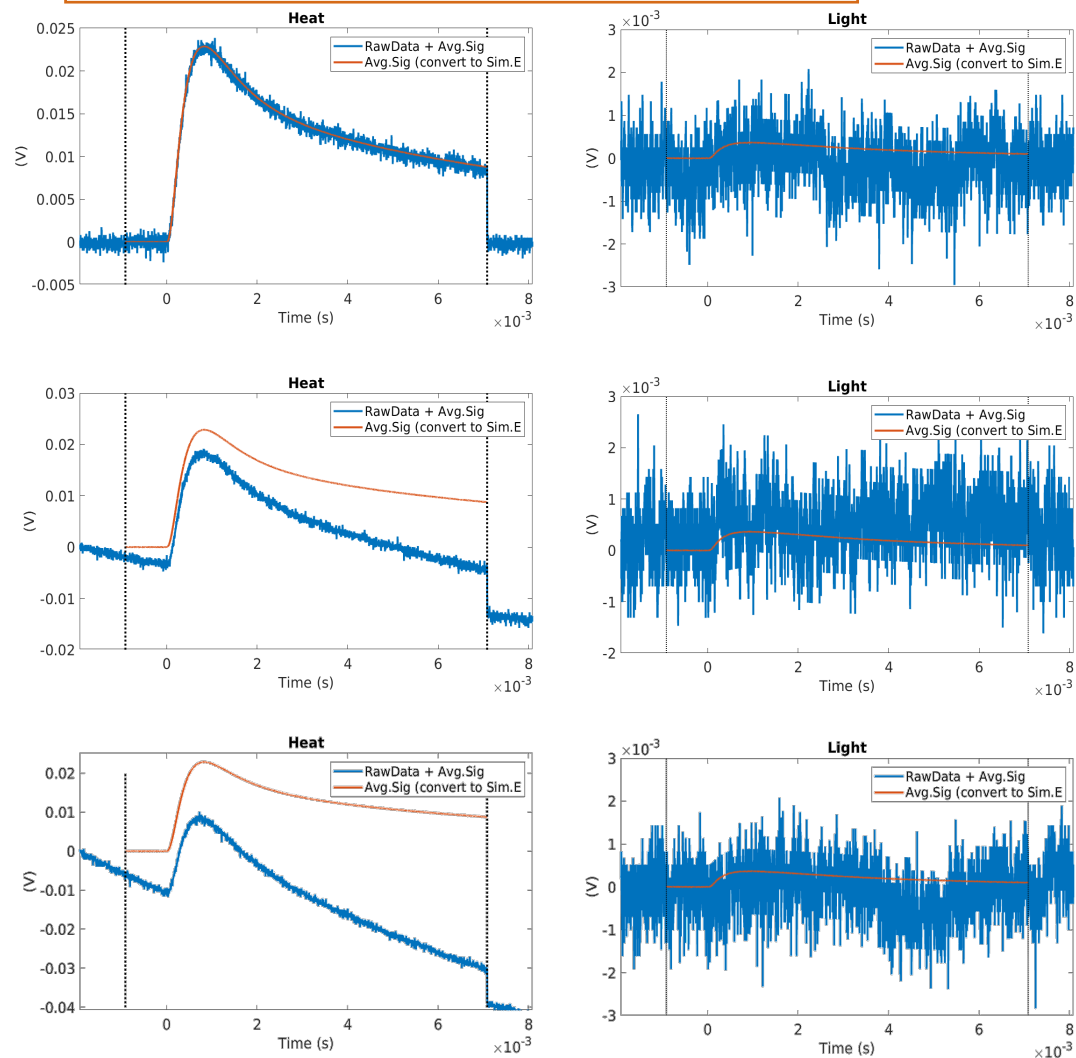 Heat
0.025
0.02
0.015
0.01
0.005
0
-0.005
(V)
RawData + Avg.Sig
Avg.Sig (convert to Sim.E
0 2 4 6 8
Time (s)
×10-3
Light
×10-3
3
2
1
0
-1
-2
-3
(V)
RawData + Avg.Sig
Avg.Sig (convert to Sim.E
0 2 4 6 8
Time (s)
×10-3
Heat
0.03
0.02
0.01
0
-0.01
-0.02
(V)
RawData + Avg.Sig
Avg.Sig (convert to Sim.E
0 2 4 6 8
Time (s)
×10-3
Light
×10-3
3
2
1
0
-1
-2
(V)
RawData + Avg.Sig
Avg.Sig (convert to Sim.E
0 2 4 6 8
Time (s)
×10-3
Heat
0.02
0.01
0
-0.01
-0.02
-0.03
-0.04
(V)
RawData + Avg.Sig
Avg.Sig (convert to Sim.E
0 2 4 6 8
Time (s)
×10-3
Light
×10-3
3
2
1
0
-1
-2
-3
(V)
RawData + Avg.Sig
Avg.Sig (convert to Sim.E
0 2 4 6 8
Time (s)
×10-3